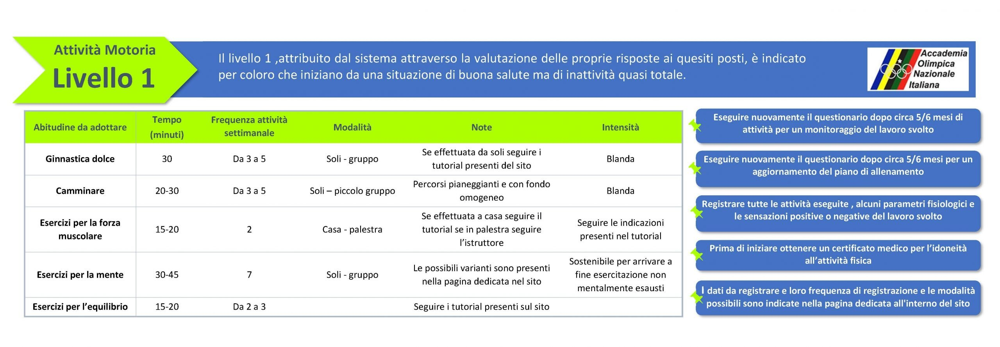 Attività Motoria
Livello 1
Il livello 1 ,attribuito dal sistema attraverso la valutazione delle proprie risposte ai quesiti posti, è indicato
per coloro che iniziano da una situazione di buona salute ma di inattività quasi totale.
Accademia
Olimpica
Nazionale
Italiana
Abitudine da adottare
Tempo
(minuti)
Frequenza attività
settimanale
Modalità
Note
Intensità
Ginnastica dolce
30
Da 3 a 5
Soli - gruppo
Se effettuata da soli seguire i
tutorial presenti del sito
Blanda
Camminare
20-30
Da 3 a 5
Soli – piccolo gruppo
Percorsi pianeggianti e con fondo
omogeneo
Blanda
Esercizi per la forza
muscolare
15-20
2
Casa - palestra
Se effettuata a casa seguire il
tutorial se in palestra seguire
l’istruttore
Seguire le indicazioni
presenti nel tutorial
Esercizi per la mente
30-45
7
Soli - gruppo
Le possibili varianti sono presenti
nella pagina dedicata nel sito
Sostenibile per arrivare a
fine esercitazione non
mentalmente esausti
Esercizi per l’equilibrio
15-20
Da 2 a 3
Seguire i tutorial presenti sul sito
Eseguire nuovamente il questionario dopo circa 5/6 mesi di
attività per un monitoraggio del lavoro svolto
Eseguire nuovamente il questionario dopo circa 5/6 mesi per un
aggiornamento del piano di allenamento
Registrare tutte le attività eseguite , alcuni parametri fisiologici e
le sensazioni positive o negative del lavoro svolto
Prima di iniziare ottenere un certificato medico per l’idoneità
all’attività fisica
I dati da registrare e loro frequenza di registrazione e le modalità
possibili sono indicate nella pagina dedicata all'interno del sito